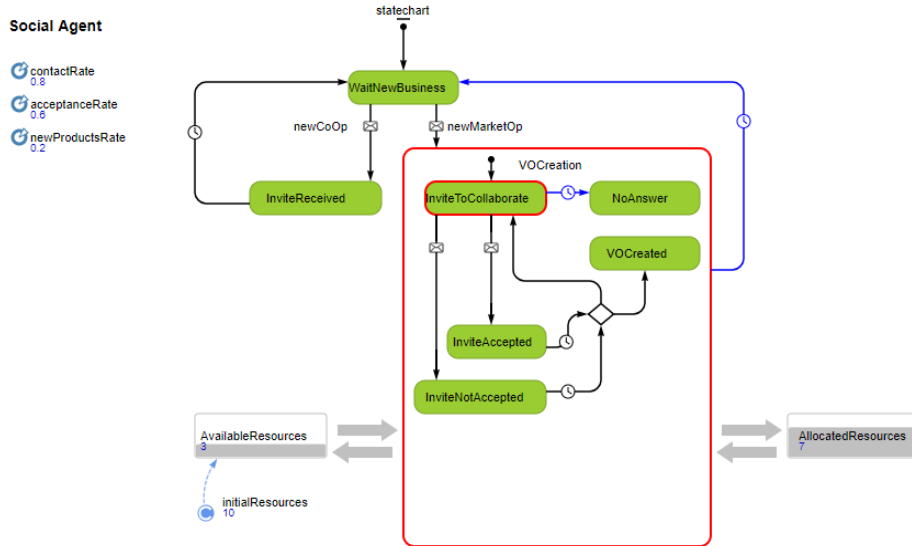 statechart
Social Agent
contactRate
0.8
acceptanceRate
0.6
newProductsRate
0.2
WaitNewBusiness
newCoOp
newMarketOp
VOCreation
InviteReceived
InviteToCollaborate
NoAnswer
VOCreated
InviteAccepted
InviteNotAccepted
AvailableResources
3
AllocatedResources
7
initialResources
10